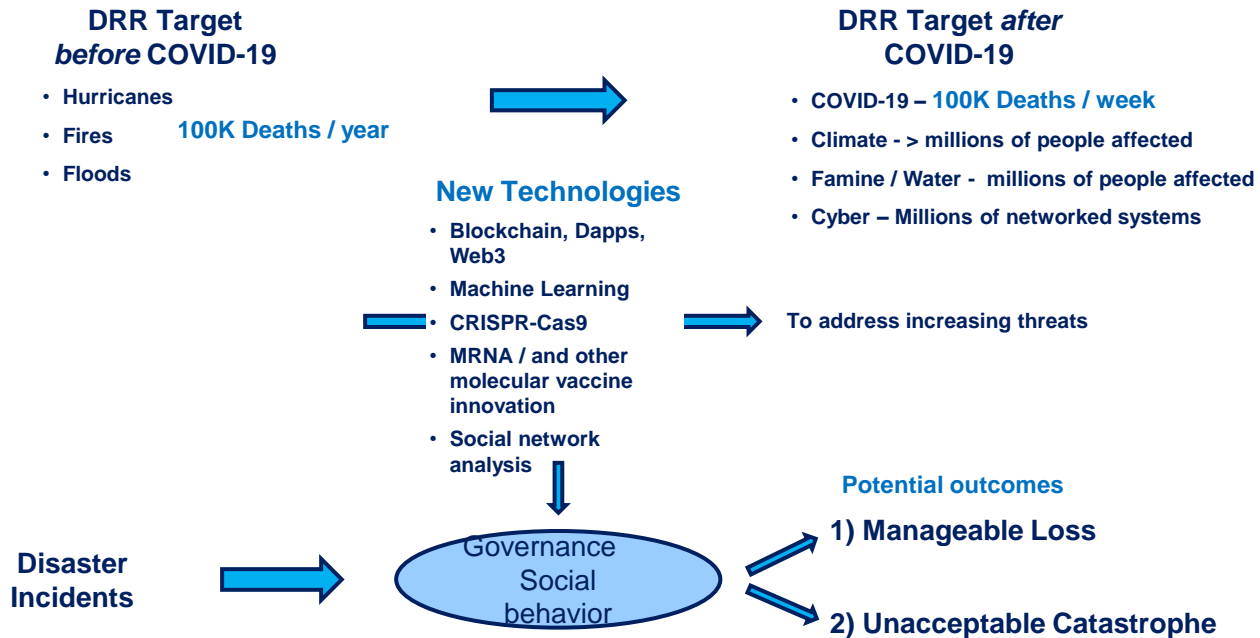 DRR Target
before COVID-19
• Hurricanes
• Fires
• Floods
100K Deaths / year
DRR Target after
COVID-19
• COVID-19 – 100K Deaths / week
• Climate - > millions of people affected
• Famine / Water - millions of people affected
• Cyber – Millions of networked systems
New Technologies
• Blockchain, Dapps,
Web3
• Machine Learning
• CRISPR-Cas9
• MRNA / and other
molecular vaccine
innovation
• Social network
analysis
To address increasing threats
Disaster
Incidents
Governance
Social
behavior
Potential outcomes
1) Manageable Loss
2) Unacceptable Catastrophe